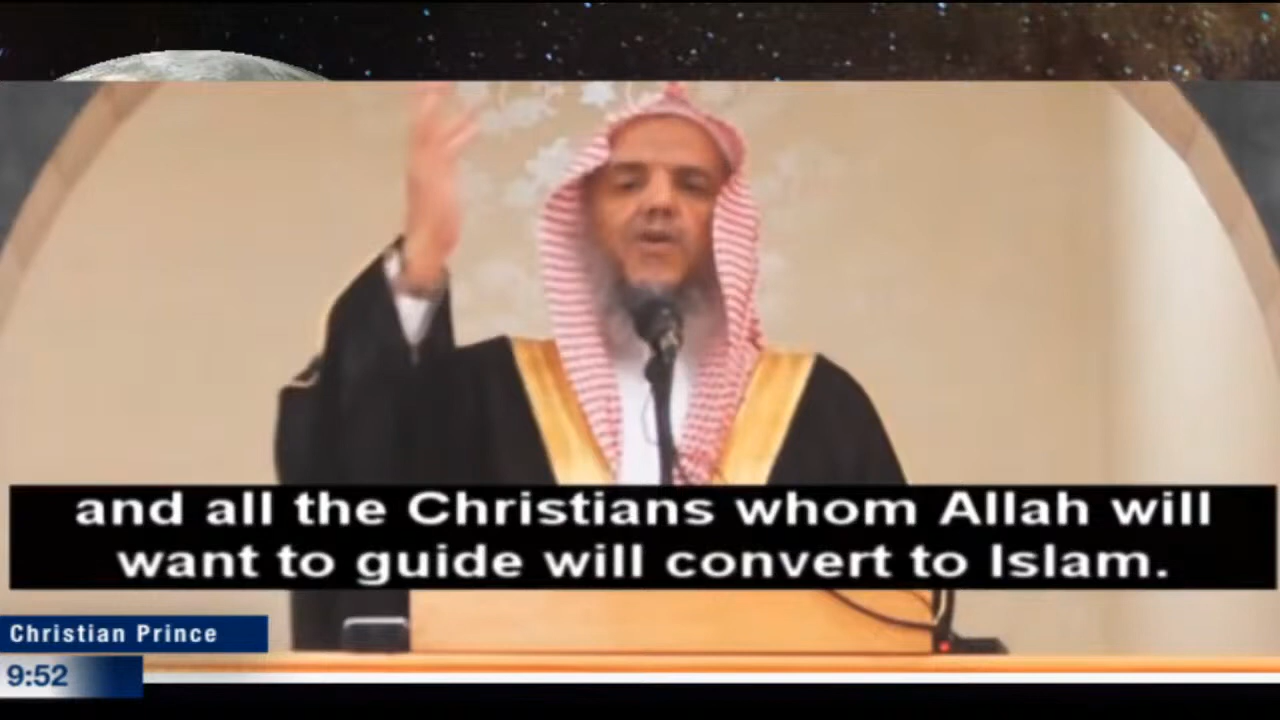 and all the Christians whom Allah will
want to guide will convert to Islam.
Christian Prince
9:52